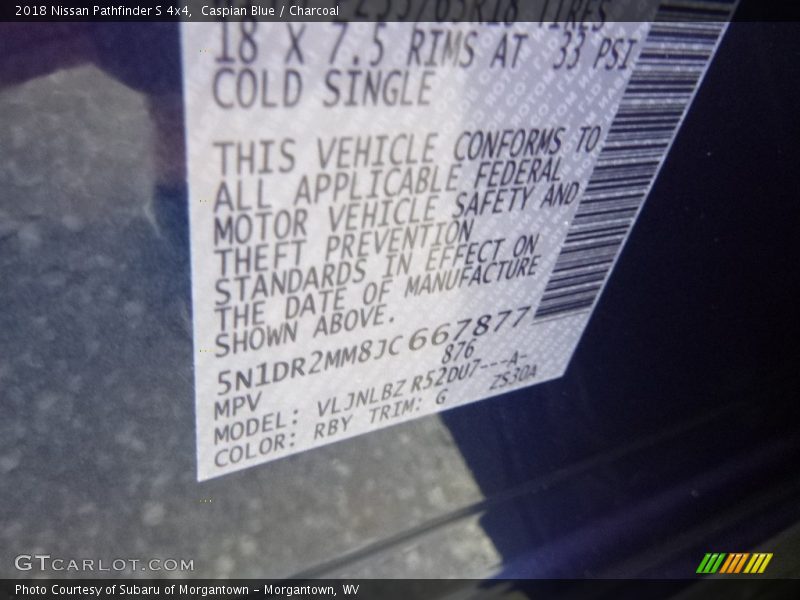 2018 Nissan Pathfinder S 4x4, Caspian Blue / Charcoal
18 X 7.5 RIMS AT 33 PSI
COLD SINGLE
THIS VEHICLE CONFORMS TO
ALL APPLICABLE FEDERAL
MOTOR VEHICLE SAFETY AND
THEFT PREVENTION
STANDARDS IN EFFECT ON
THE DATE OF MANUFACTURE
SHOWN ABOVE.
5N1DR2MM8JC667877
MPV 876
MODEL: VLJNLBZ R52DU7---A-
COLOR: RBY TRIM: G ZS30A
GTCARLOT.COM
Photo Courtesy of Subaru of Morgantown - Morgantown, WV